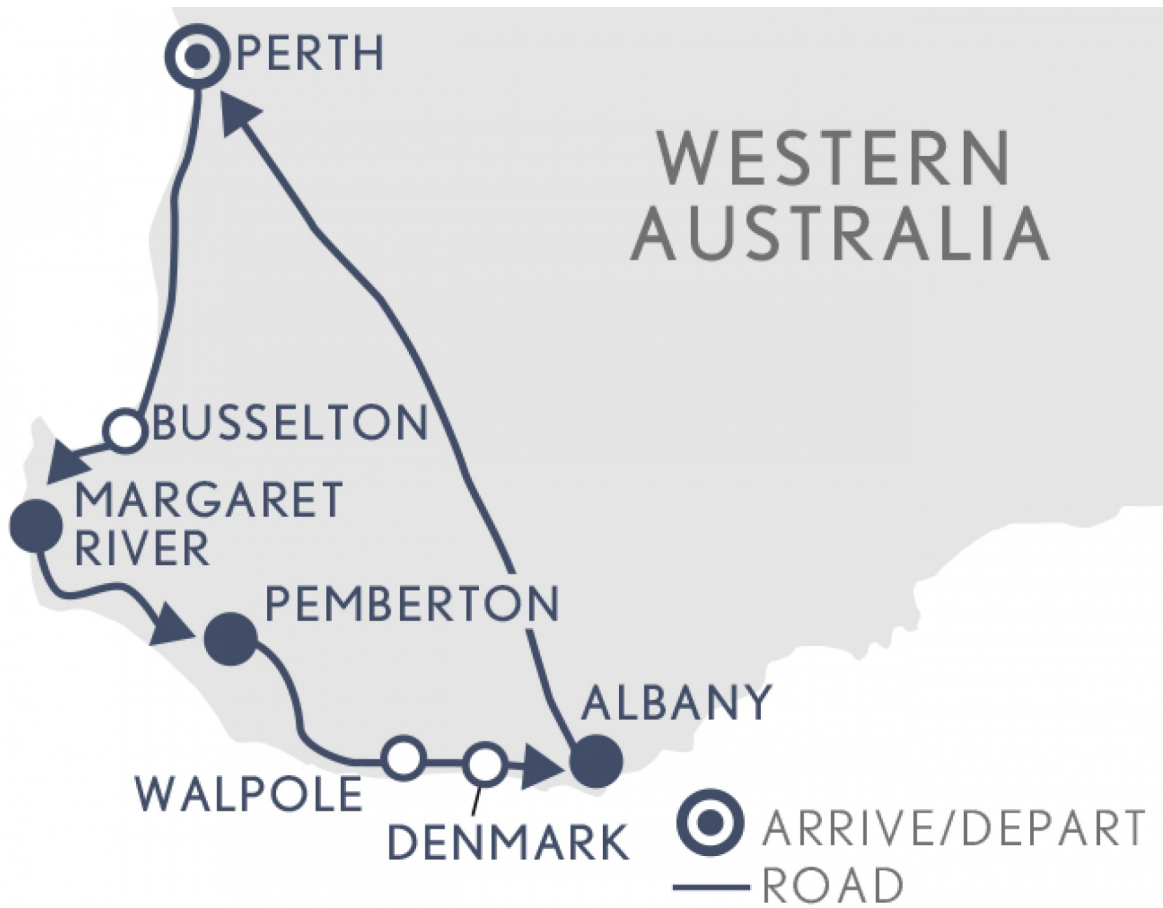 PERTH
WESTERN
AUSTRALIA
BUSSELTON
MARGARET
RIVER
PEMBERTON
ALBANY
WALPOLE
DENMARK
ARRIVE/DEPART
ROAD